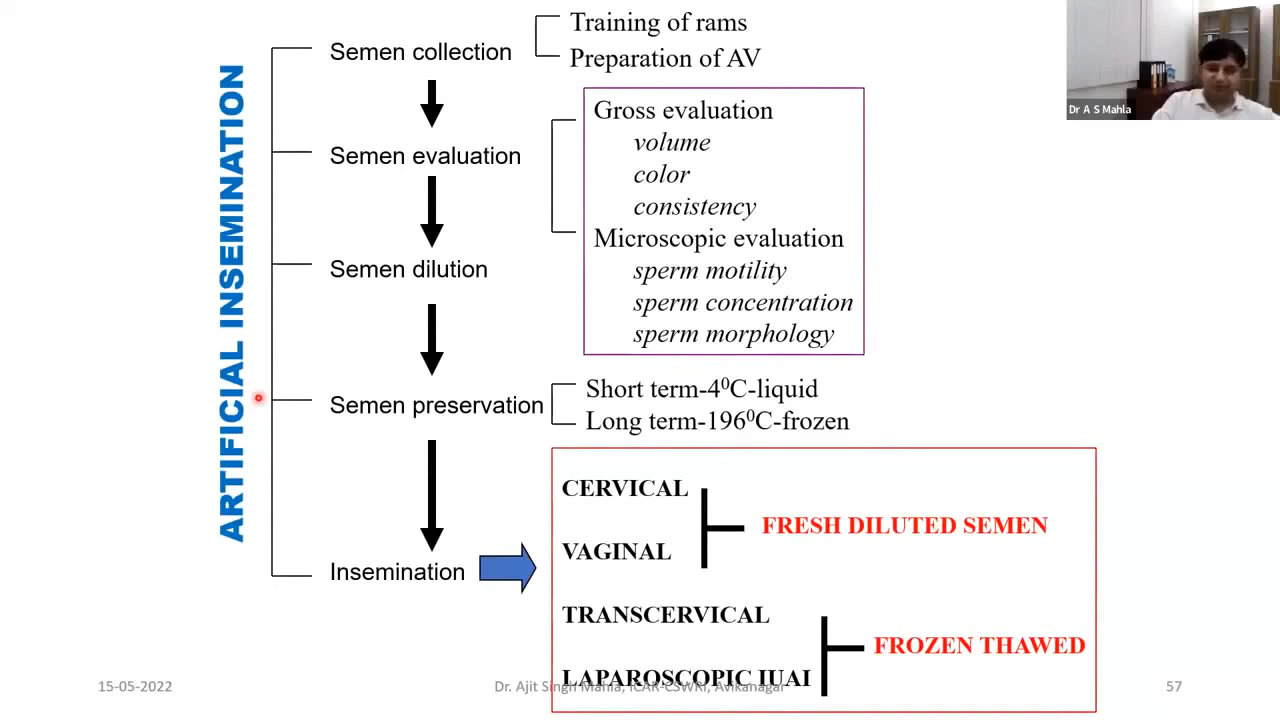 ARTIFICIAL INSEMINATION
Semen collection
Training of rams
Preparation of AV
Semen evaluation
Gross evaluation
volume
color
consistency
Microscopic evaluation
sperm motility
sperm concentration
sperm morphology
Semen dilution
Semen preservation
Short term-4⁰C-liquid
Long term-196⁰C-frozen
Insemination
CERVICAL
VAGINAL
FRESH DILUTED SEMEN
TRANSCERVICAL
LAPAROSCOPIC IUAI
FROZEN THAWED
15-05-2022
Dr. Ajit Singh Mahla, ICAR-CSWRI, Avikanagar
57
Dr A S Mahla